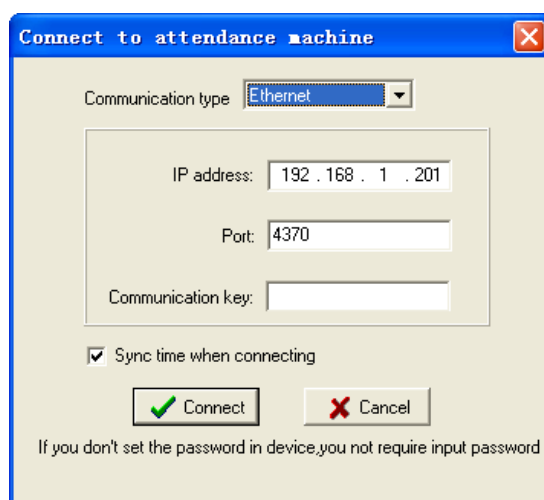 Connect to attendance machine
Communication type Ethernet
IP address: 192 . 168 . 1 . 201
Port: 4370
Communication key:
Sync time when connecting
Connect Cancel
If you don't set the password in device,you not require input password